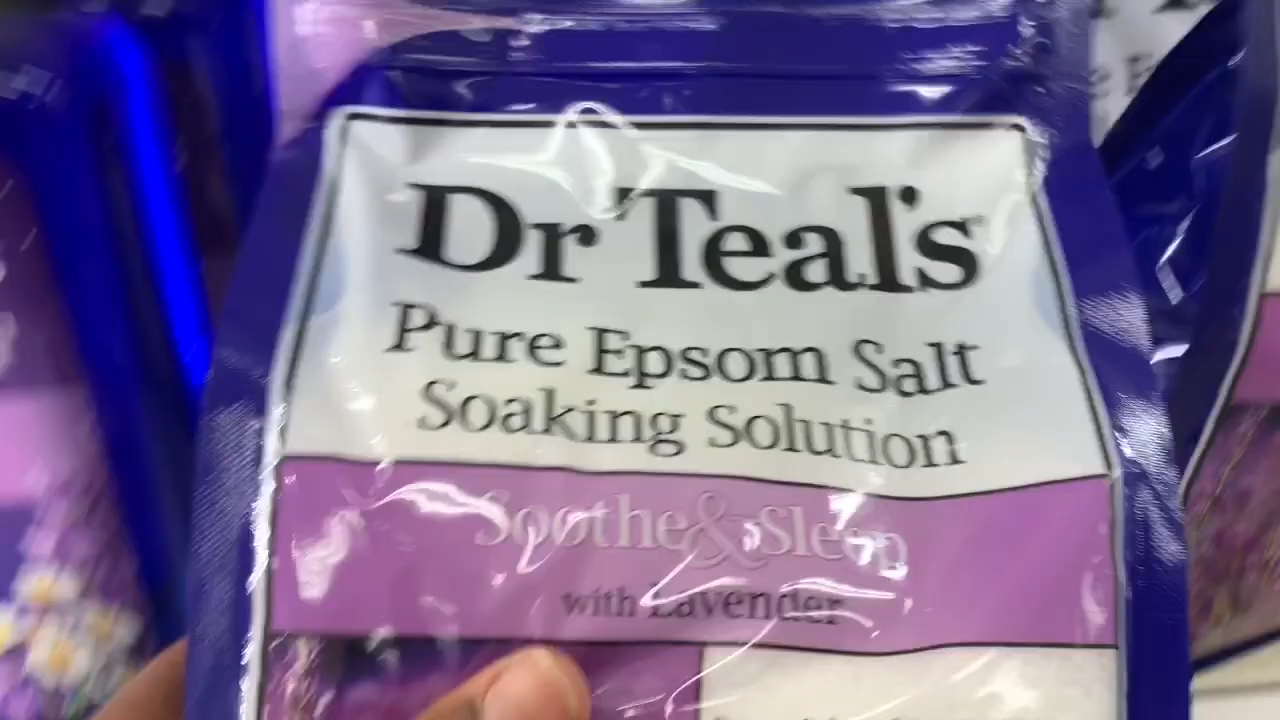 Dr Teal's
Pure Epsom Salt
Soaking Solution
Soothe & Sleep
with Lavender